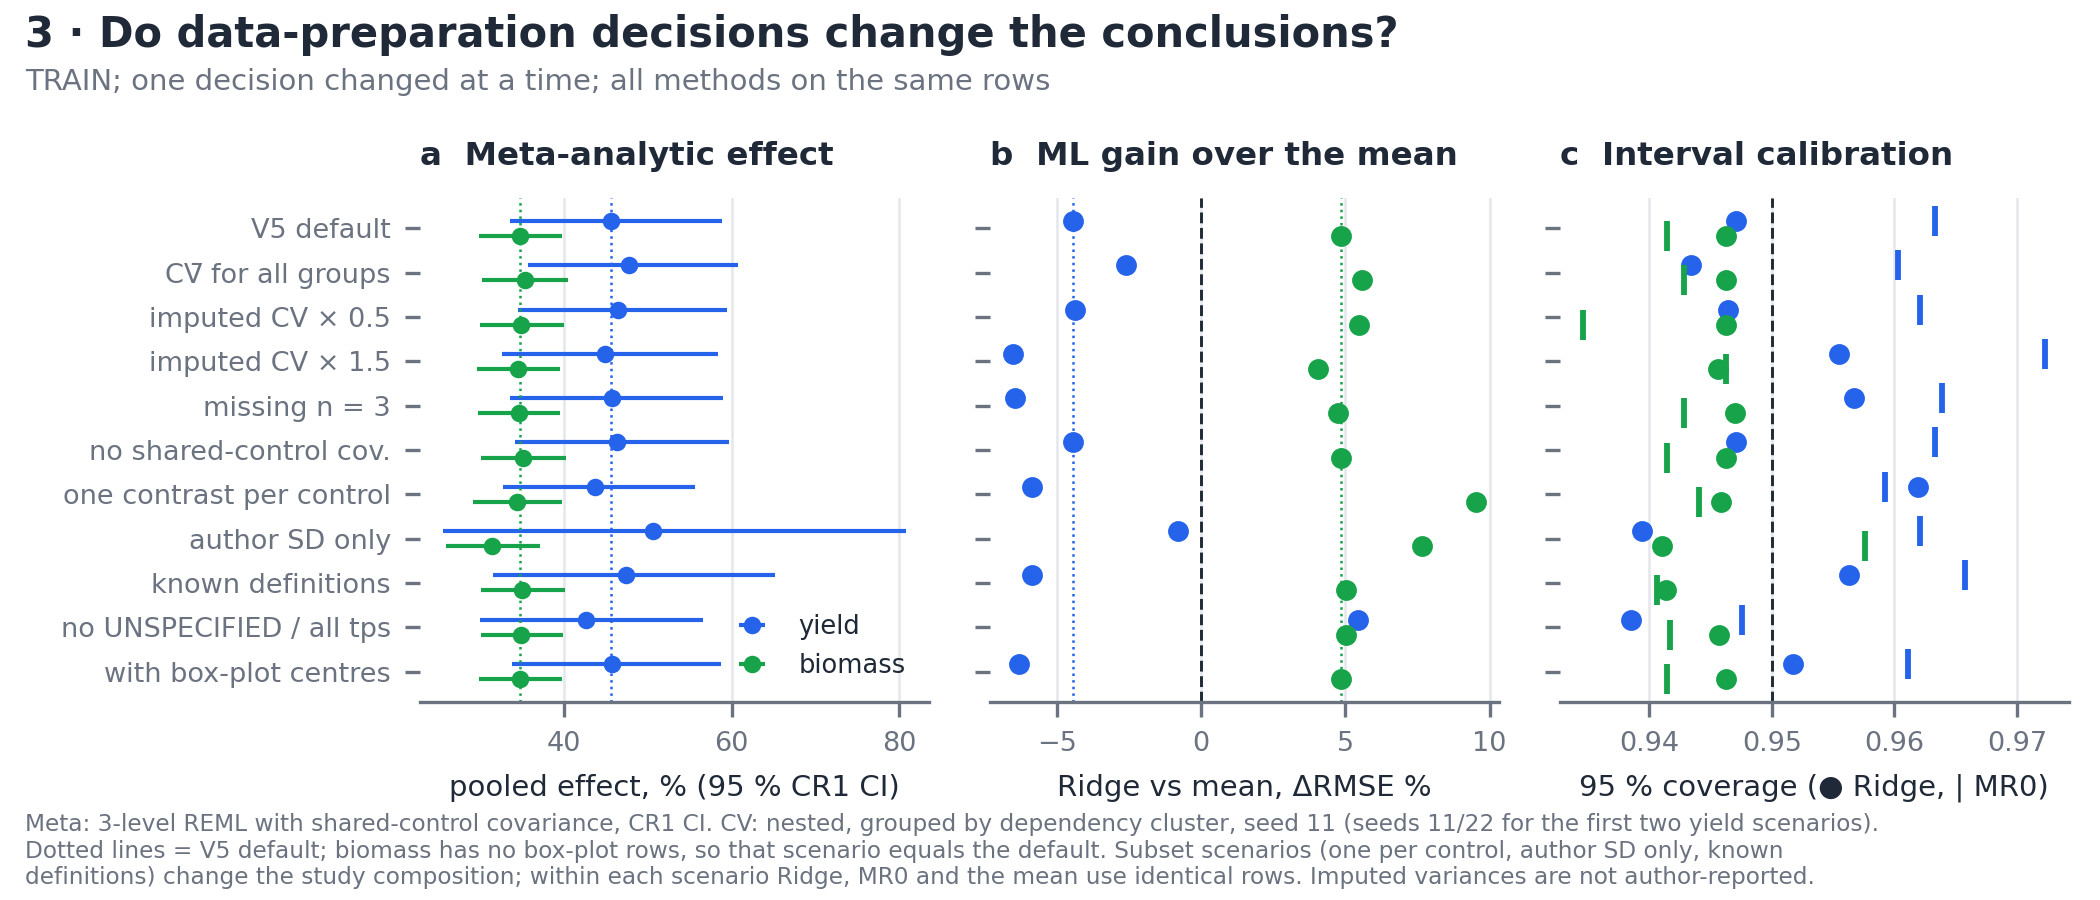 3 · Do data-preparation decisions change the conclusions?
TRAIN; one decision changed at a time; all methods on the same rows
a Meta-analytic effect
b ML gain over the mean
c Interval calibration
V5 default
CV̄ for all groups
imputed CV × 0.5
imputed CV × 1.5
missing n = 3
no shared-control cov.
one contrast per control
author SD only
known definitions
no UNSPECIFIED / all tps
with box-plot centres
yield
biomass
40 60 80
−5 0 5 10
0.94 0.95 0.96 0.97
pooled effect, % (95 % CR1 CI)
Ridge vs mean, ΔRMSE %
95 % coverage (● Ridge, | MR0)
Meta: 3-level REML with shared-control covariance, CR1 CI. CV: nested, grouped by dependency cluster, seed 11 (seeds 11/22 for the first two yield scenarios).
Dotted lines = V5 default; biomass has no box-plot rows, so that scenario equals the default. Subset scenarios (one per control, author SD only, known
definitions) change the study composition; within each scenario Ridge, MR0 and the mean use identical rows. Imputed variances are not author-reported.